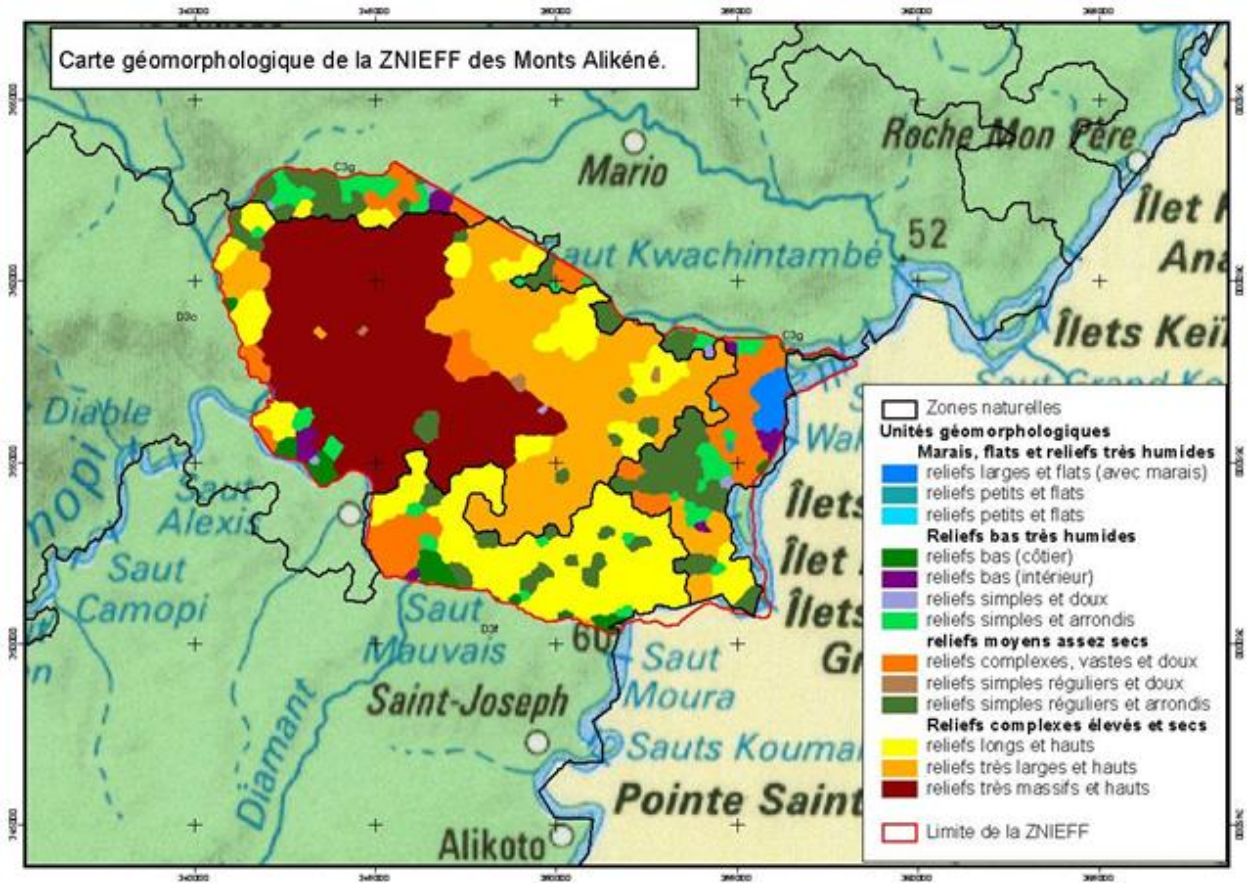 Carte géomorphologique de la ZNIEFF des Monts Alikéné.
Roche Mon Père
Mario
C3g
Îlet
52
aut Kwachintambé
Ana
D3c
Îlets Keï
C3g
Diable
Saut
Alexis
Saut
Camopi
Îlets
Îlet
Îlets
Saut
Mauvais
D3f
60
Saut
Moura
Saint-Joseph
Diamant
Sauts Koumar
Pointe Saint
Alikoto
Zones naturelles
Unités géomorphologiques
Marais, flats et reliefs très humides
reliefs larges et flats (avec marais)
reliefs petits et flats
reliefs petits et flats
Reliefs bas très humides
reliefs bas (côtier)
reliefs bas (intérieur)
reliefs simples et doux
reliefs simples et arrondis
reliefs moyens assez secs
reliefs complexes, vastes et doux
reliefs simples réguliers et doux
reliefs simples réguliers et arrondis
Reliefs complexes élevés et secs
reliefs longs et hauts
reliefs très larges et hauts
reliefs très massifs et hauts
Limite de la ZNIEFF